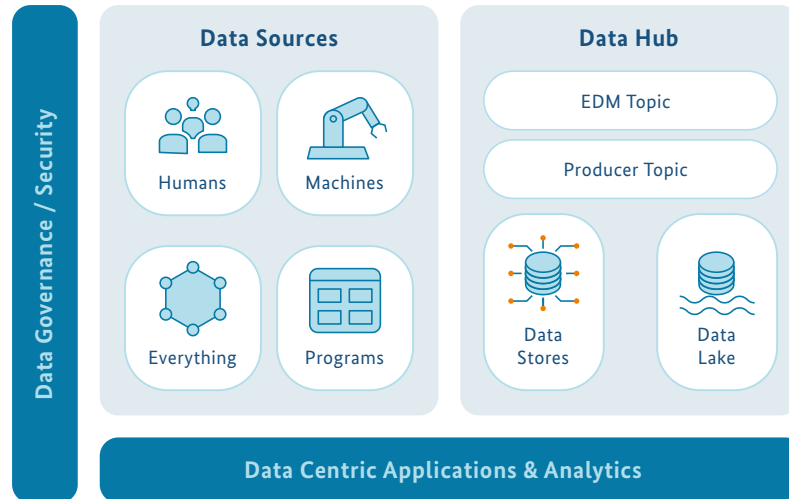 Data Governance / Security
Data Sources
Humans
Machines
Everything
Programs
Data Hub
EDM Topic
Producer Topic
Data
Stores
Data
Lake
Data Centric Applications & Analytics